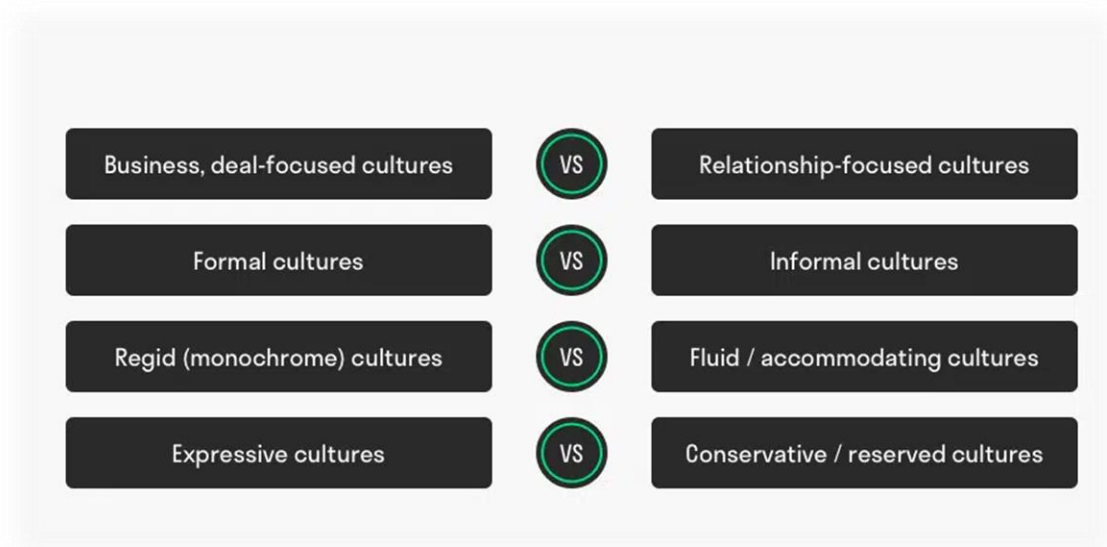 Business, deal-focused cultures VS Relationship-focused cultures
Formal cultures VS Informal cultures
Regid (monochrome) cultures VS Fluid / accommodating cultures
Expressive cultures VS Conservative / reserved cultures